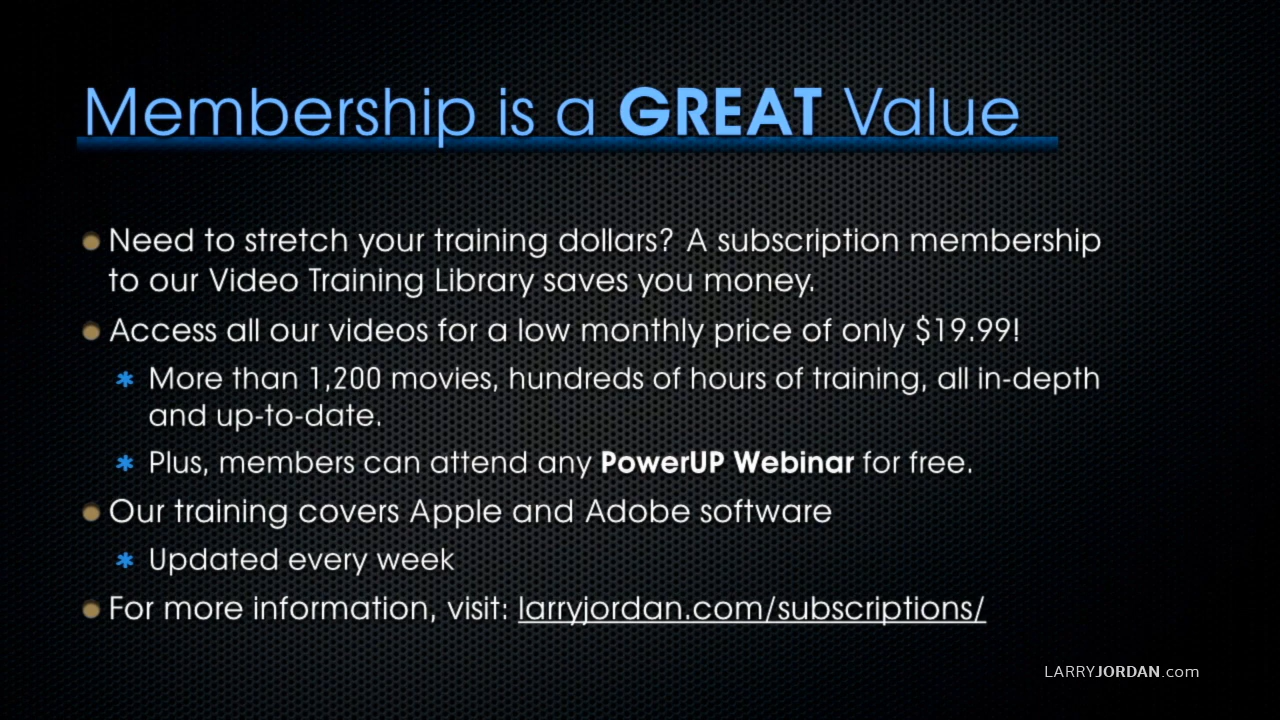 Membership is a GREAT Value
Need to stretch your training dollars? A subscription membership
to our Video Training Library saves you money.
Access all our videos for a low monthly price of only $19.99!
More than 1,200 movies, hundreds of hours of training, all in-depth
and up-to-date.
Plus, members can attend any PowerUP Webinar for free.
Our training covers Apple and Adobe software
Updated every week
For more information, visit: larryjordan.com/subscriptions/
LARRYJORDAN.com